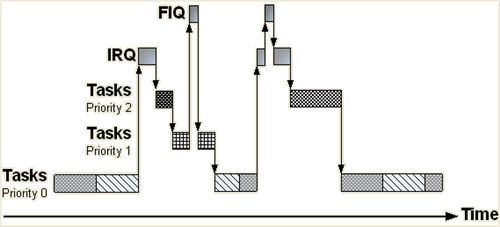 FIQ
IRQ
Tasks
Priority 2
Tasks
Priority 1
Tasks
Priority 0
Time